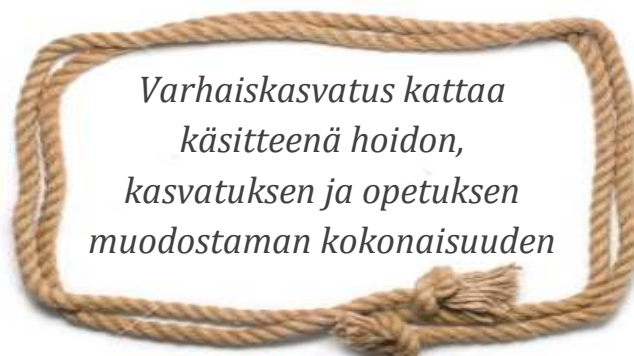 Varhaiskasvatus kattaa
käsitteenä hoidon,
kasvatuksen ja opetuksen
muodostaman kokonaisuuden